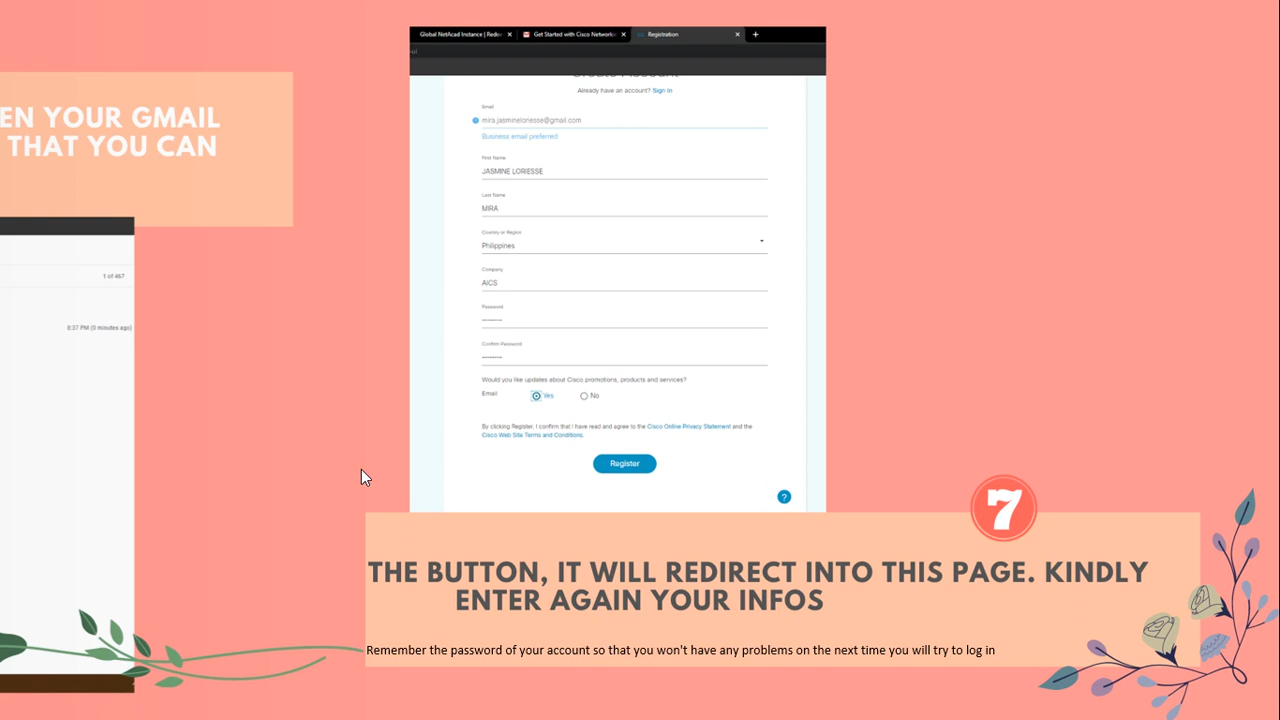 EN YOUR GMAIL
THAT YOU CAN
1 of 467
8:37 PM (0 minutes ago)
Global NetAcad Instance | Redo
Get Started with Cisco Network
Registration
Already have an account? Sign In
Email
mira.jasmineloriesse@gmail.com
Business email preferred
First Name
JASMINE LORIESSE
Last Name
MIRA
Country or Region
Philippines
Company
AICS
Password
Confirm Password
Would you like updates about Cisco promotions, products and services?
Email Yes No
By clicking Register, I confirm that I have read and agree to the Cisco Online Privacy Statement and the
Cisco Web Site Terms and Conditions.
Register
?
7
THE BUTTON, IT WILL REDIRECT INTO THIS PAGE. KINDLY
ENTER AGAIN YOUR INFOS
Remember the password of your account so that you won't have any problems on the next time you will try to log in